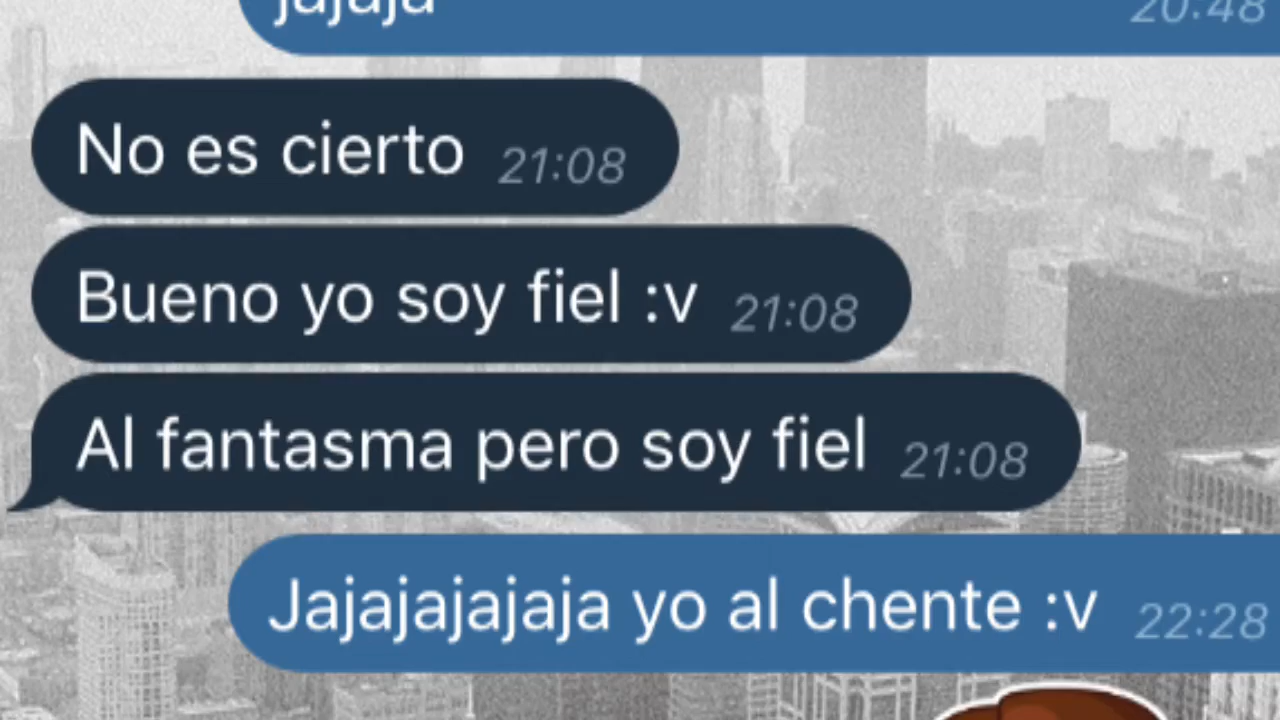 jajaja 20:48
No es cierto 21:08
Bueno yo soy fiel :v 21:08
Al fantasma pero soy fiel 21:08
Jajajajajaja yo al chente :v 22:28